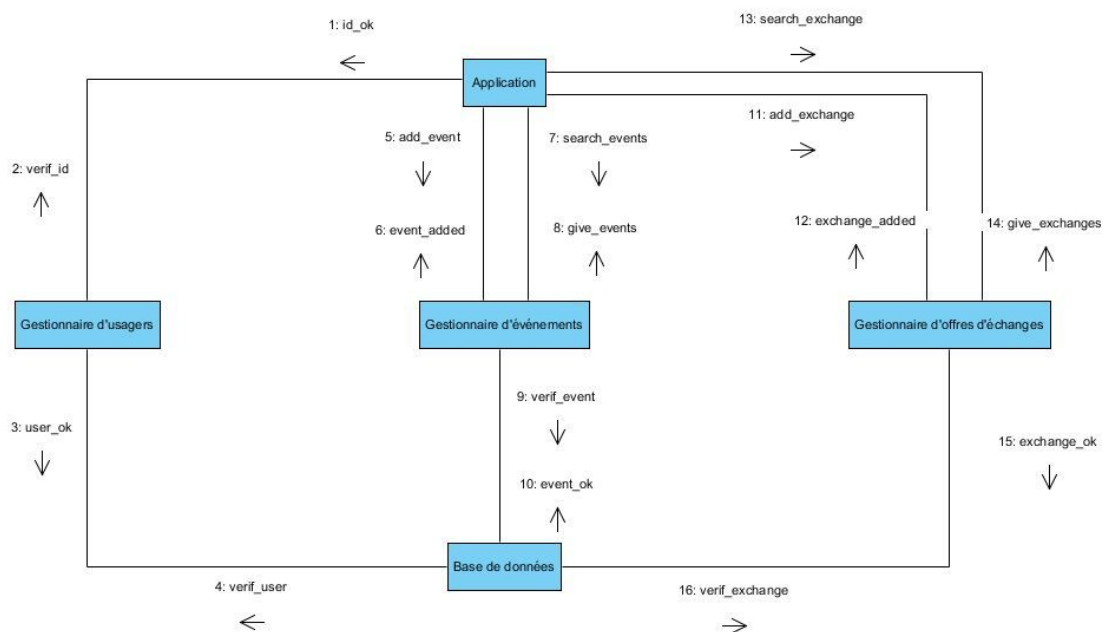 1: id_ok
13: search_exchange
Application
11: add_exchange
5: add_event
7: search_events
2: verif_id
12: exchange_added
14: give_exchanges
6: event_added
8: give_events
Gestionnaire d'usagers
Gestionnaire d'événements
Gestionnaire d'offres d'échanges
9: verif_event
3: user_ok
15: exchange_ok
10: event_ok
Base de données
4: verif_user
16: verif_exchange